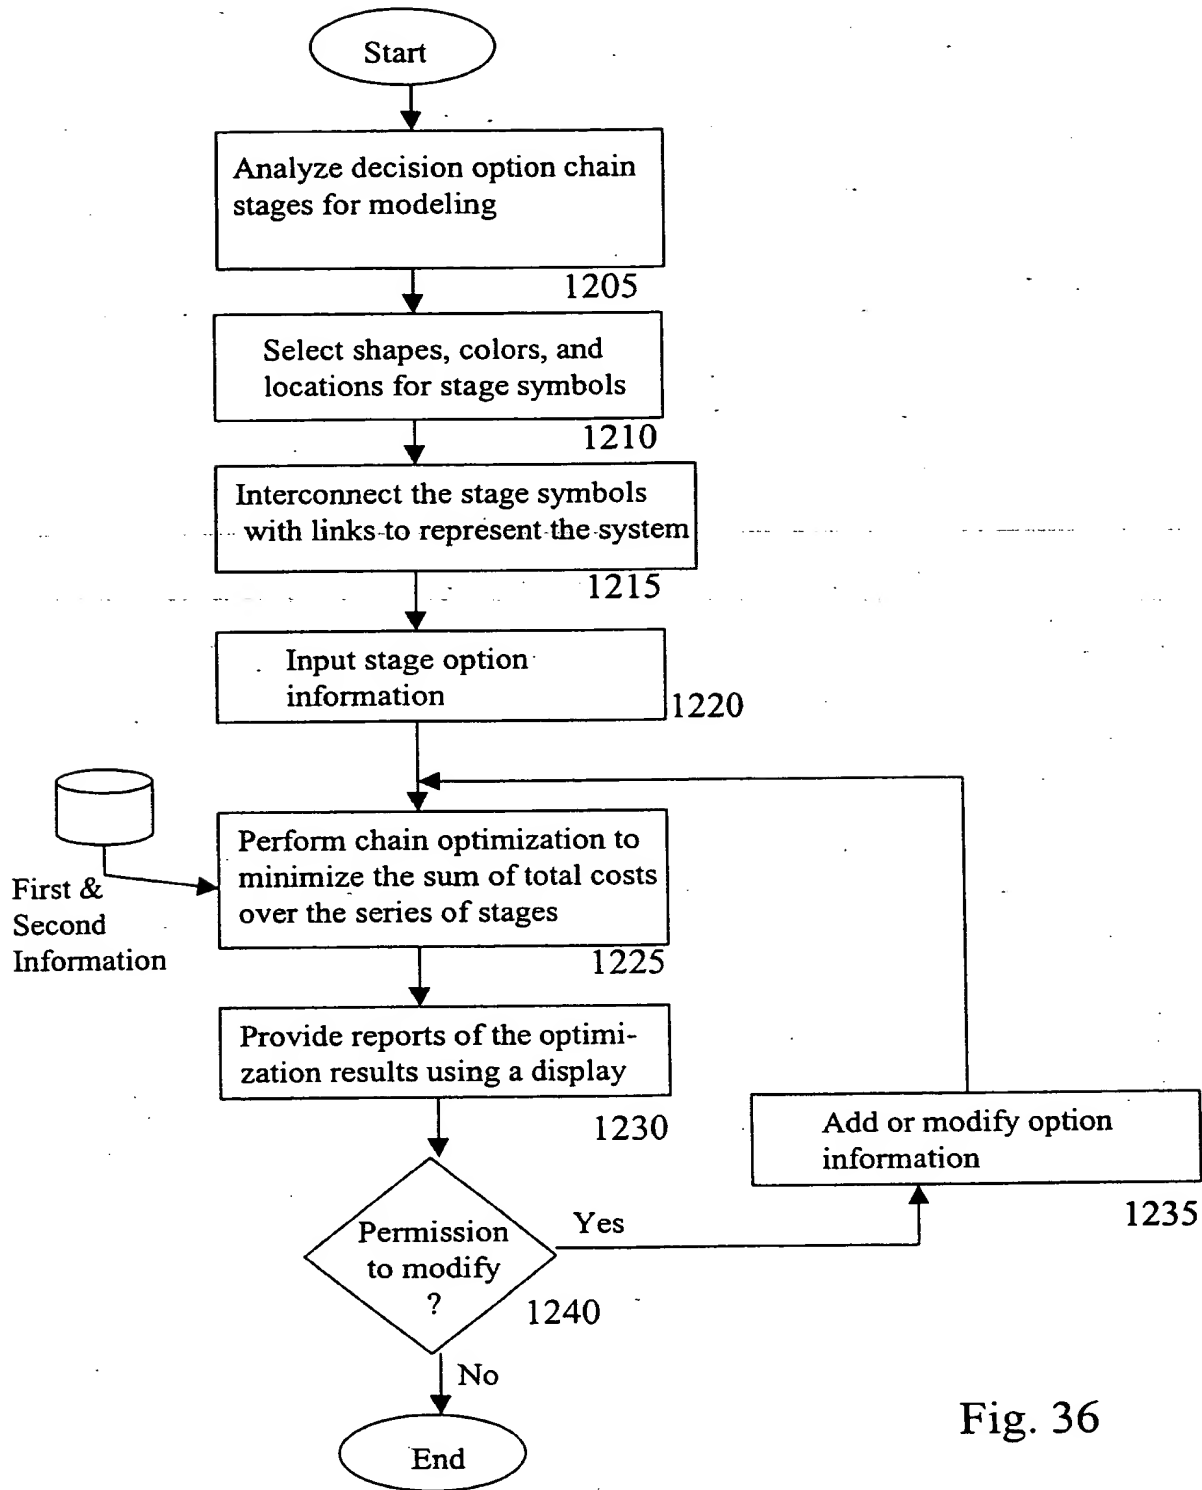 Start
Analyze decision option chain
stages for modeling
1205
Select shapes, colors, and
locations for stage symbols
1210
Interconnect the stage symbols
with links to represent the system
1215
Input stage option
information
1220
First &
Second
Information
Perform chain optimization to
minimize the sum of total costs
over the series of stages
1225
Provide reports of the optimi-
zation results using a display
1230
Add or modify option
information
1235
Permission
to modify
?
1240
Yes
No
End
Fig. 36